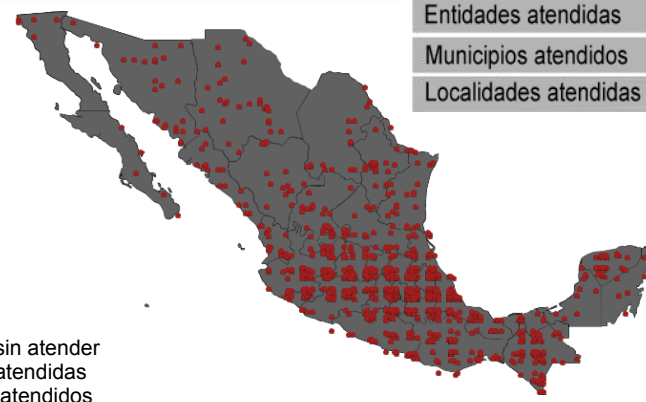 Entidades atendidas
Municipios atendidos
Localidades atendidas
sin atender
atendidas
atendidos